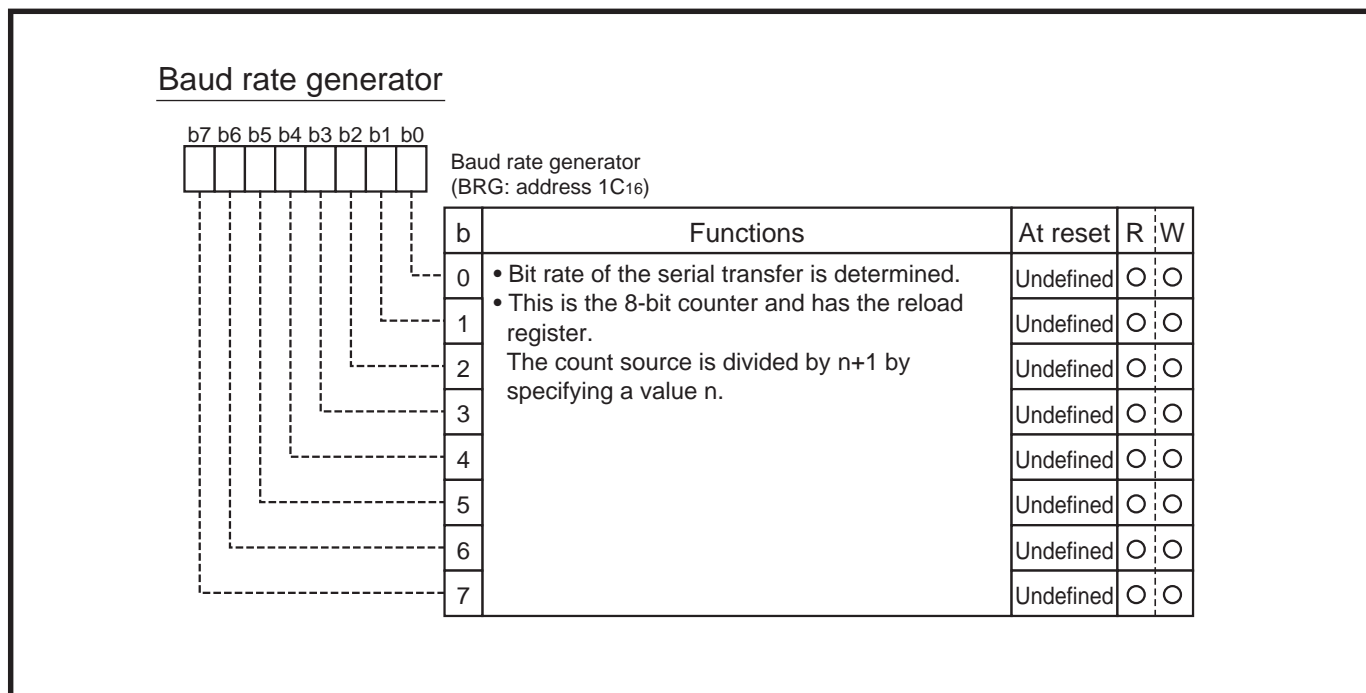 Baud rate generator
b7 b6 b5 b4 b3 b2 b1 b0
Baud rate generator
(BRG: address 1C16)
b Functions At reset R W
0 • Bit rate of the serial transfer is determined. Undefined ○ ○
• This is the 8-bit counter and has the reload
1 register. Undefined ○ ○
2 The count source is divided by n+1 by Undefined ○ ○
specifying a value n.
3 Undefined ○ ○
4 Undefined ○ ○
5 Undefined ○ ○
6 Undefined ○ ○
7 Undefined ○ ○